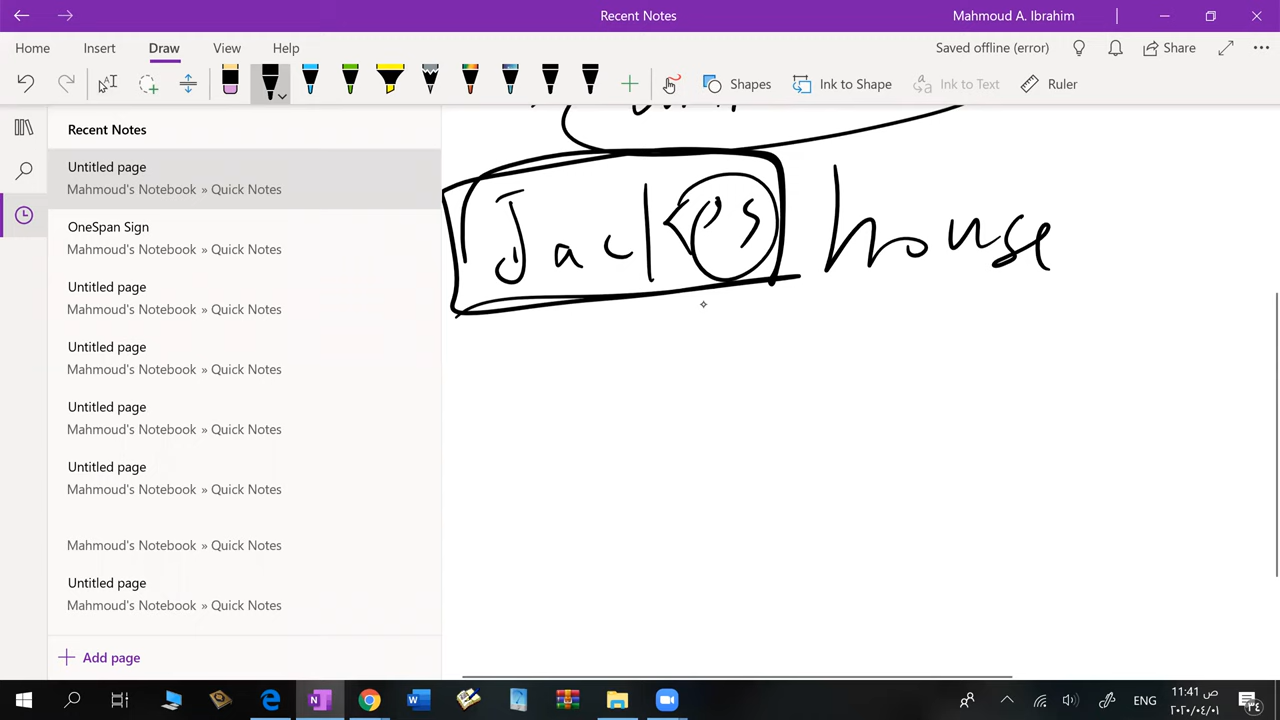 Recent Notes
Mahmoud A. Ibrahim
Home Insert Draw View Help
Saved offline (error)
Share
Shapes
Ink to Shape
Ink to Text
Ruler
Recent Notes
Untitled page
Mahmoud's Notebook » Quick Notes
OneSpan Sign
Mahmoud's Notebook » Quick Notes
Untitled page
Mahmoud's Notebook » Quick Notes
Untitled page
Mahmoud's Notebook » Quick Notes
Untitled page
Mahmoud's Notebook » Quick Notes
Untitled page
Mahmoud's Notebook » Quick Notes
Mahmoud's Notebook » Quick Notes
Untitled page
Mahmoud's Notebook » Quick Notes
Add page
Jack's house
ENG
11:41 ص
٢٠٢٠/٠٤/٠١
٣٤